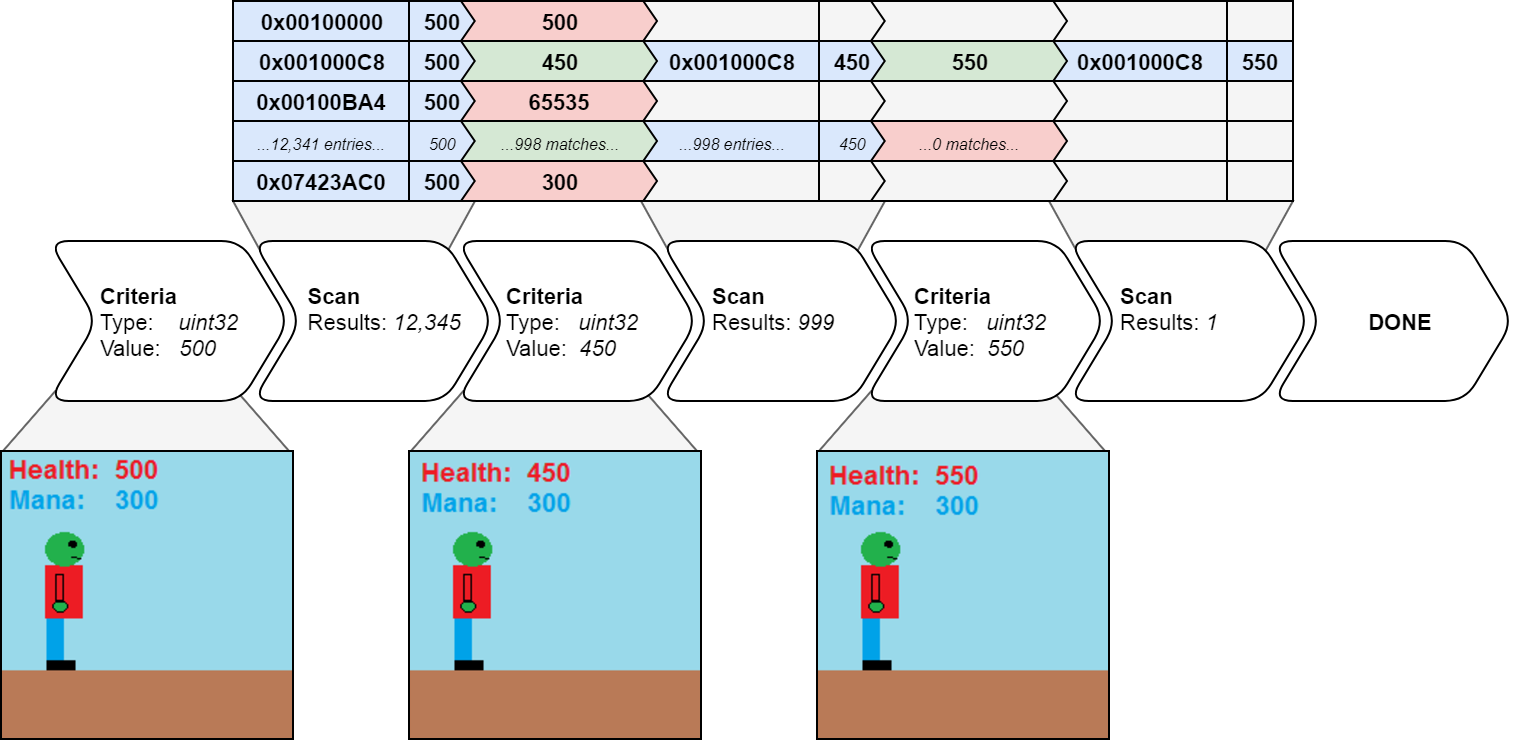 0x00100000 500 500
0x001000C8 500 450 0x001000C8 450 550 0x001000C8 550
0x00100BA4 500 65535
...12,341 entries... 500 ...998 matches... ...998 entries... 450 ...0 matches...
0x07423AC0 500 300
Criteria
Type: uint32
Value: 500
Scan
Results: 12,345
Criteria
Type: uint32
Value: 450
Scan
Results: 999
Criteria
Type: uint32
Value: 550
Scan
Results: 1
DONE
Health: 500
Mana: 300
Health: 450
Mana: 300
Health: 550
Mana: 300